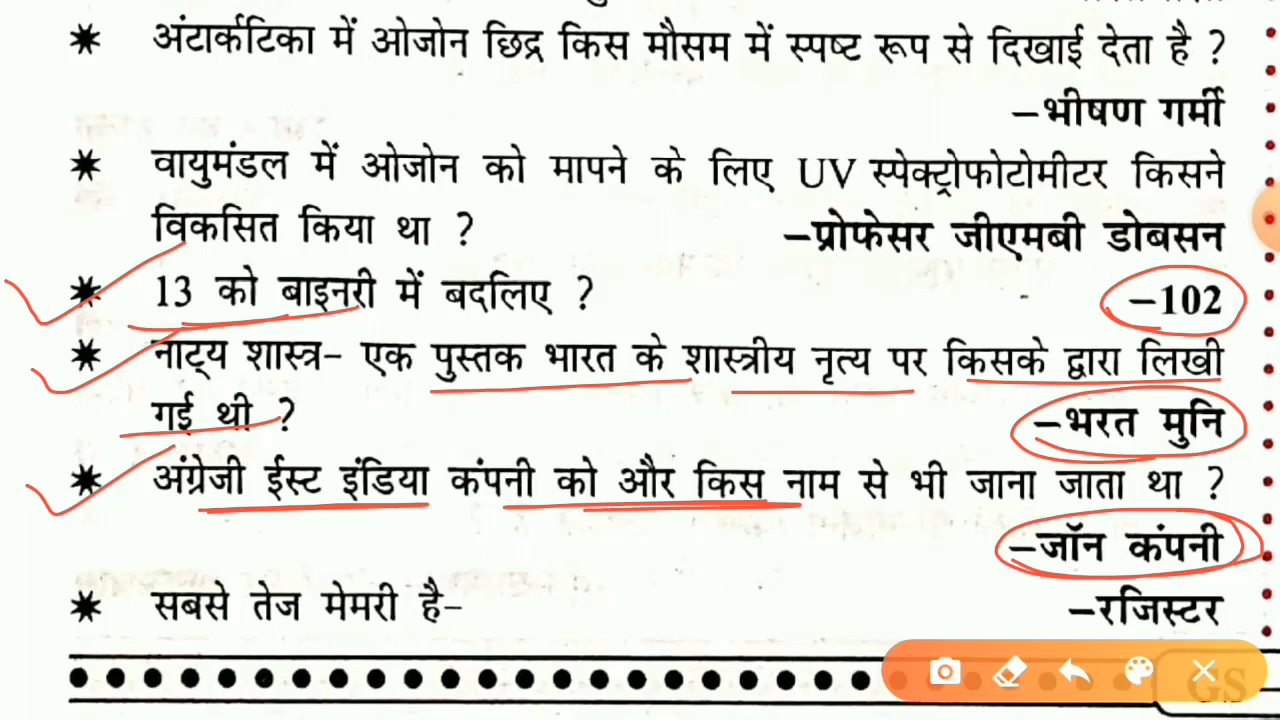 * अंटार्कटिका में ओजोन छिद्र किस मौसम में स्पष्ट रूप से दिखाई देता है ?
–भीषण गर्मी
* वायुमंडल में ओजोन को मापने के लिए UV स्पेक्ट्रोफोटोमीटर किसने
विकसित किया था ? –प्रोफेसर जीएमबी डोबसन
* 13 को बाइनरी में बदलिए ? –102
* नाट्य शास्त्र– एक पुस्तक भारत के शास्त्रीय नृत्य पर किसके द्वारा लिखी
गई थी ? –भरत मुनि
* अंग्रेजी ईस्ट इंडिया कंपनी को और किस नाम से भी जाना जाता था ?
–जॉन कंपनी
* सबसे तेज मेमरी है– –रजिस्टर
GS